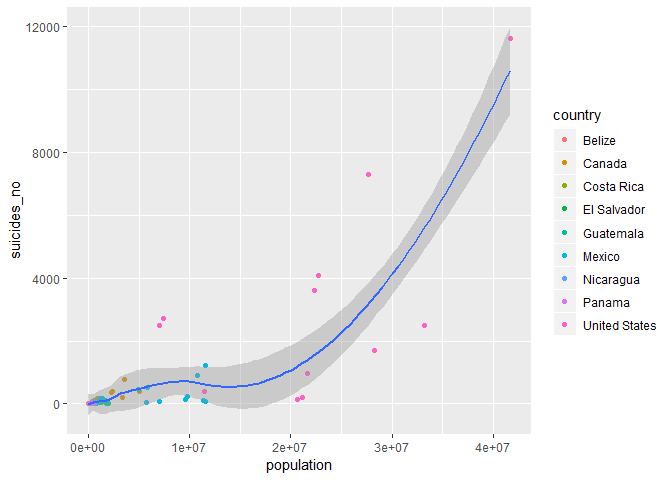 12000
8000
4000
0
suicides_no
0e+00
1e+07
2e+07
3e+07
4e+07
population
country
Belize
Canada
Costa Rica
El Salvador
Guatemala
Mexico
Nicaragua
Panama
United States